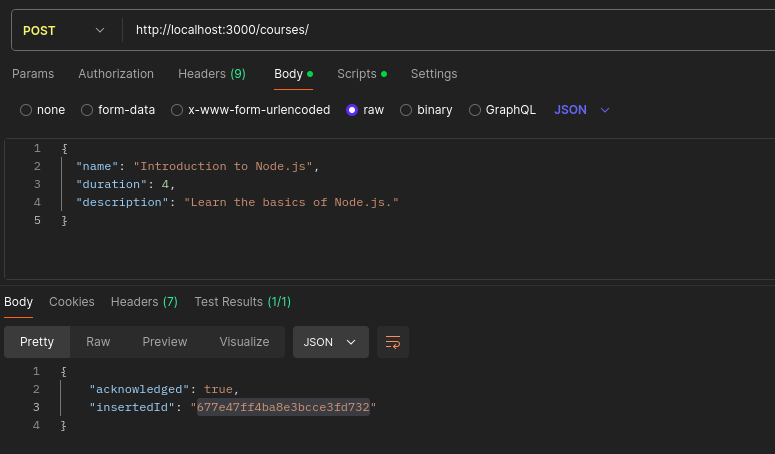 POST http://localhost:3000/courses/
Params Authorization Headers (9) Body Scripts Settings
none form-data x-www-form-urlencoded raw binary GraphQL JSON
1 {
2 "name": "Introduction to Node.js",
3 "duration": 4,
4 "description": "Learn the basics of Node.js."
5 }
Body Cookies Headers (7) Test Results (1/1)
Pretty Raw Preview Visualize JSON
1 {
2 "acknowledged": true,
3 "insertedId": "677e47ff4ba8e3bcce3fd732"
4 }